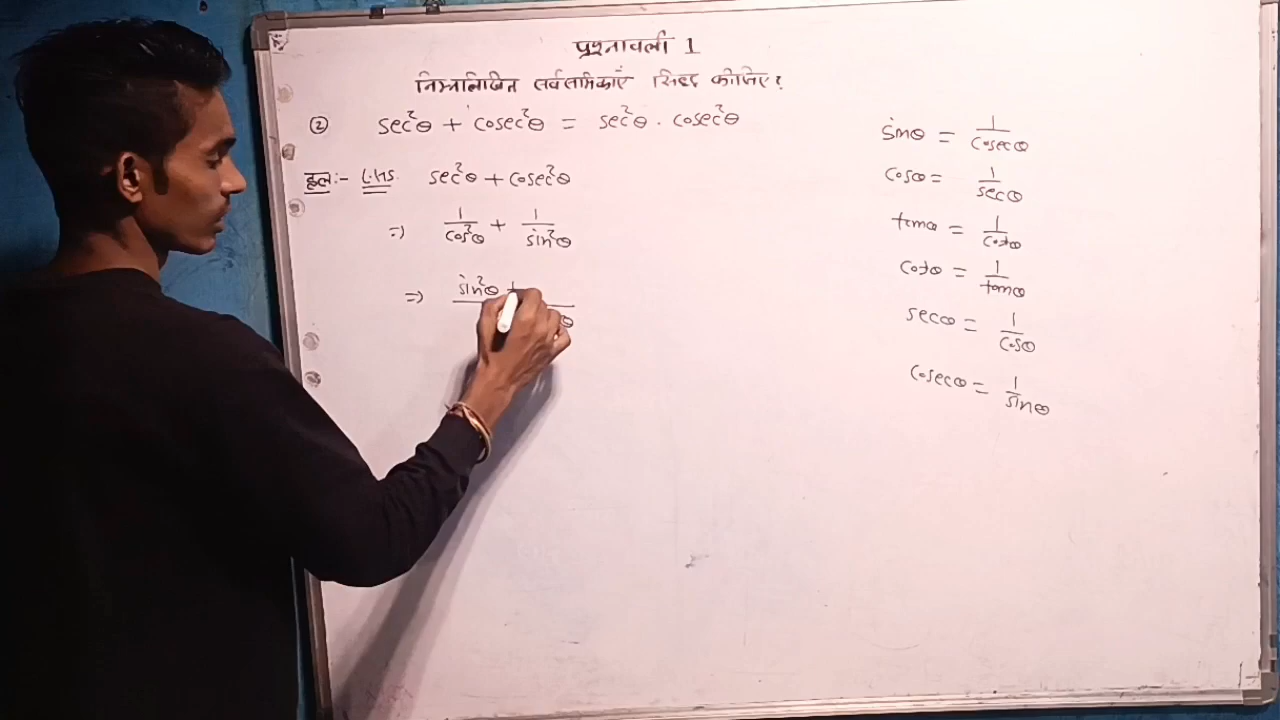 प्रश्नावली 1
निम्नलिखित सर्वसमिकाएँ सिद्ध कीजिए?
② sec²θ + cosec²θ = sec²θ . cosec²θ
हल:- L.H.S. sec²θ + cosec²θ
=) 1/cos²θ + 1/sin²θ
=) sin²θ +
θ
sinθ = 1/cosecθ
cosθ = 1/secθ
tanθ = 1/cotθ
cotθ = 1/tanθ
secθ = 1/cosθ
cosecθ = 1/sinθ